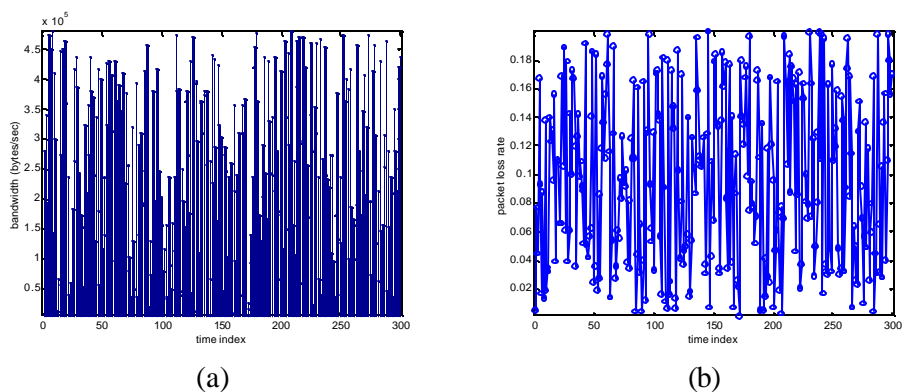 x 10^5
4.5
4
3.5
3
2.5
2
1.5
1
0.5
bandwidth (bytes/sec)
0 50 100 150 200 250 300
time index
(a)
0.18
0.16
0.14
0.12
0.1
0.08
0.06
0.04
0.02
packet loss rate
0 50 100 150 200 250 300
time index
(b)